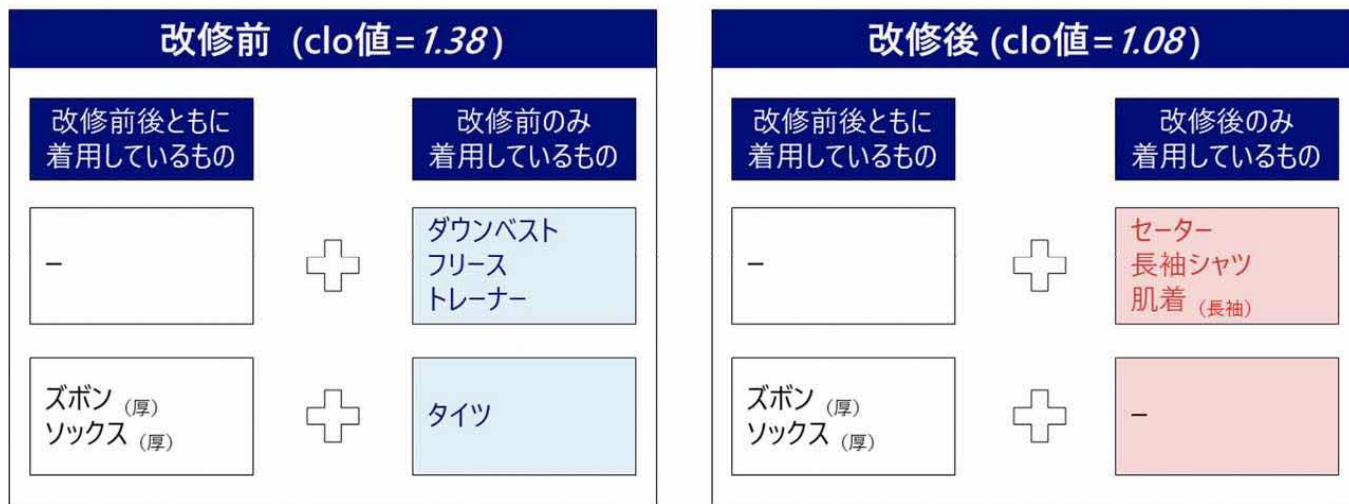 改修前 (clo値=1.38)
改修前後ともに
着用しているもの
改修前のみ
着用しているもの
–
ダウンベスト
フリース
トレーナー
ズボン (厚)
ソックス (厚)
タイツ
改修後 (clo値=1.08)
改修前後ともに
着用しているもの
改修後のみ
着用しているもの
–
セーター
長袖シャツ
肌着 (長袖)
ズボン (厚)
ソックス (厚)
–